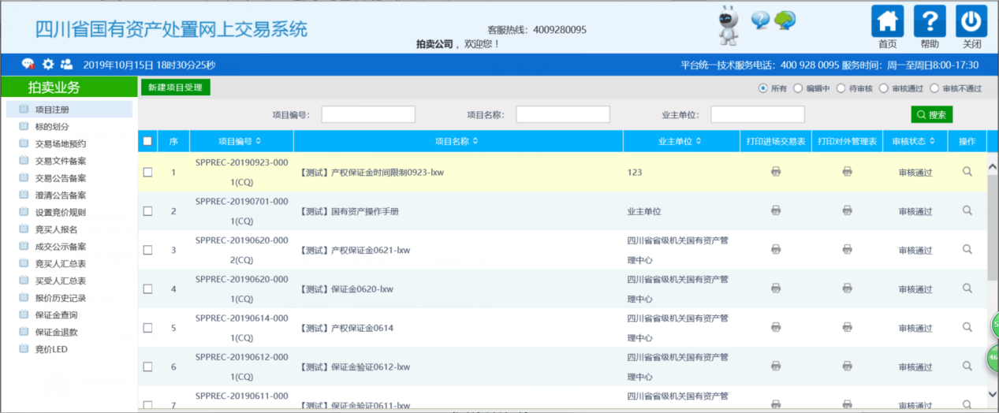 四川省国有资产处置网上交易系统
客服热线：4009280095
拍卖公司，欢迎您！
首页
帮助
关闭
2019年10月15日 18时30分25秒
平台统一技术服务电话：400 928 0095 服务时间：周一至周日8:00-17:30
拍卖业务
项目注册
标的划分
交易场地预约
交易文件备案
交易公告备案
澄清公告备案
设置竞价规则
竞买人报名
成交公示备案
竞买人汇总表
买受人汇总表
报价历史记录
保证金查询
保证金退款
竞价LED
新建项目受理
所有 编辑中 待审核 审核通过 审核不通过
项目编号： 项目名称： 业主单位： 搜索
序 项目编号 项目名称 业主单位 打印进场交易表 打印对外管理表 审核状态 操作
1 SPPREC-20190923-000 【测试】产权保证金时间限制0923-lxw 123 审核通过
1(CQ)
2 SPPREC-20190701-000 【测试】国有资产操作手册 业主单位 审核通过
1(CQ)
3 SPPREC-20190620-000 【测试】产权保证金0621-lxw 四川省省级机关国有资产管 审核通过
2(CQ) 理中心
4 SPPREC-20190620-000 【测试】保证金0620-lxw 四川省省级机关国有资产管 审核通过
1(CQ) 理中心
5 SPPREC-20190614-000 【测试】产权保证金0614 四川省省级机关国有资产管 审核通过
1(CQ) 理中心
6 SPPREC-20190612-000 【测试】保证金验证0612-lxw 四川省省级机关国有资产管 审核通过
1(CQ) 理中心
7 SPPREC-20190611-000 【测试】保证金验证0611-lxw 四川省省级机关国有资产管 审核通过